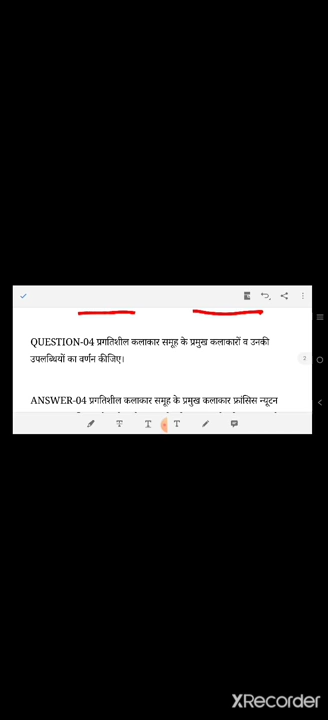 QUESTION-04 प्रगतिशील कलाकार समूह के प्रमुख कलाकारों व उनकी
उपलब्धियों का वर्णन कीजिए।
2
ANSWER-04 प्रगतिशील कलाकार समूह के प्रमुख कलाकार फ्रांसिस न्यूटन
XRecorder